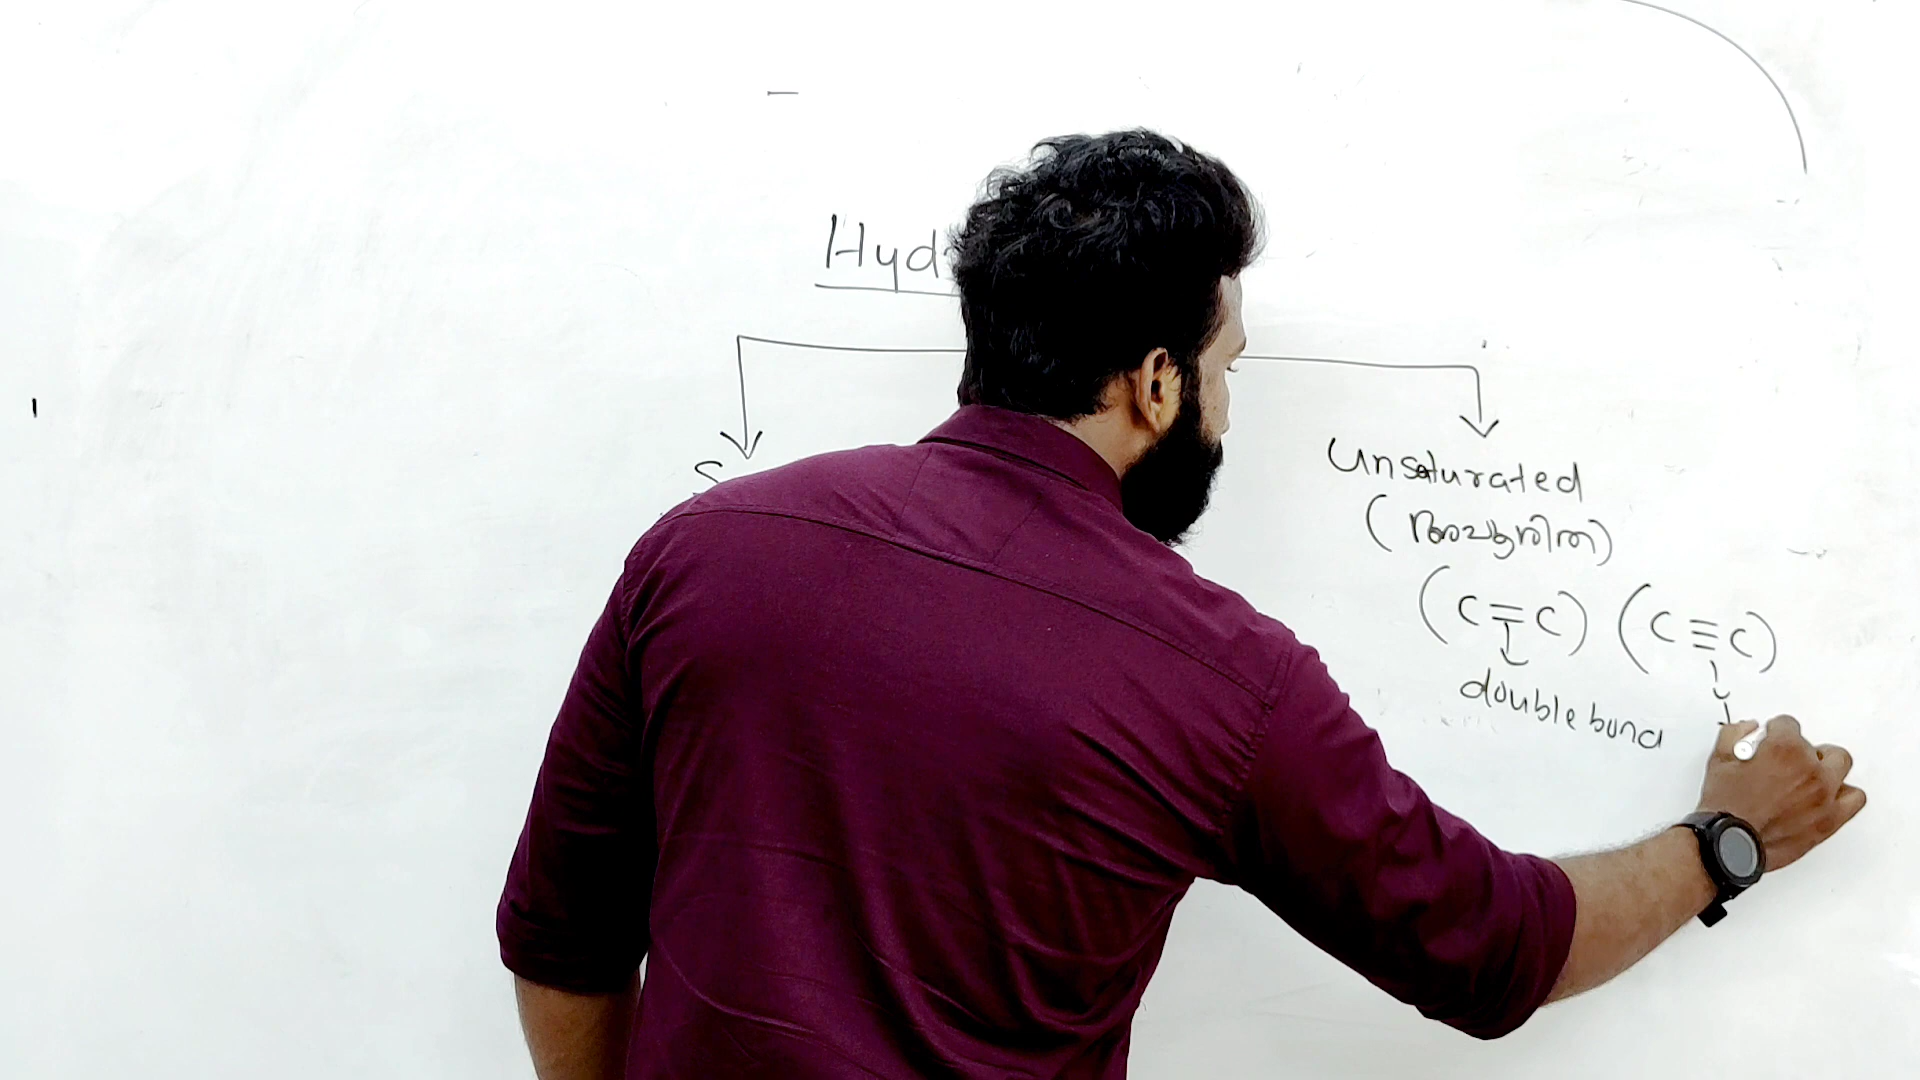 Hyd
S
Unsaturated
(അപൂരിത)
(C=C) (C≡C)
double bond